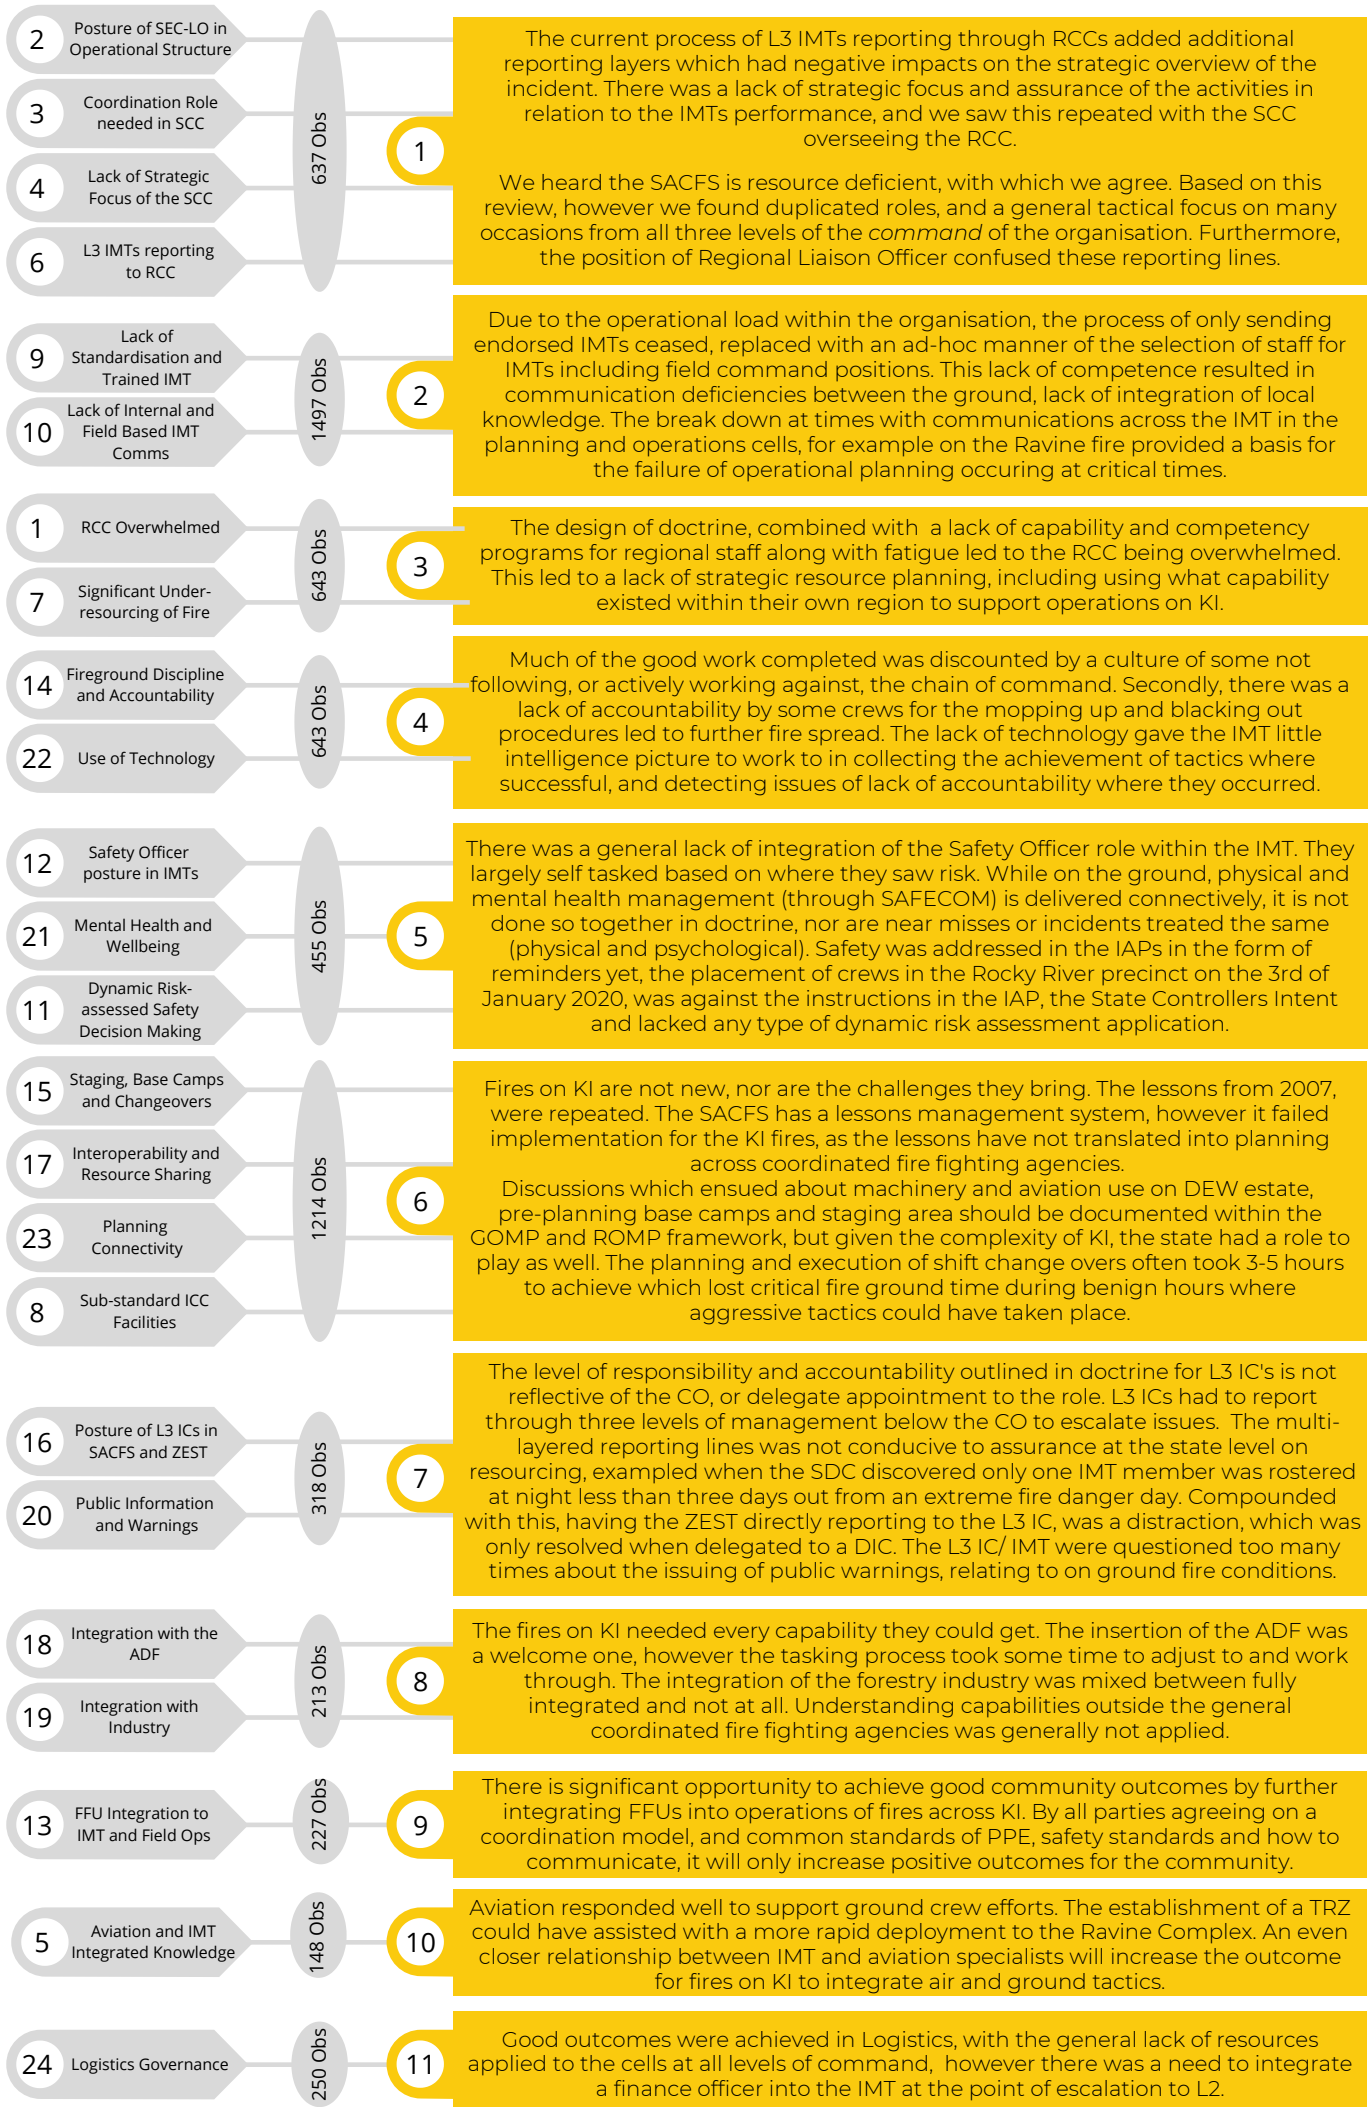 2
Posture of SEC-LO in
Operational Structure
3
Coordination Role
needed in SCC
4
Lack of Strategic
Focus of the SCC
6
L3 IMTs reporting
to RCC
637 Obs
1
The current process of L3 IMTs reporting through RCCs added additional
reporting layers which had negative impacts on the strategic overview of the
incident. There was a lack of strategic focus and assurance of the activities in
relation to the IMTs performance, and we saw this repeated with the SCC
overseeing the RCC.
We heard the SACFS is resource deficient, with which we agree. Based on this
review, however we found duplicated roles, and a general tactical focus on many
occasions from all three levels of the command of the organisation. Furthermore,
the position of Regional Liaison Officer confused these reporting lines.
9
Lack of
Standardisation and
Trained IMT
10
Lack of Internal and
Field Based IMT
Comms
1497 Obs
2
Due to the operational load within the organisation, the process of only sending
endorsed IMTs ceased, replaced with an ad-hoc manner of the selection of staff for
IMTs including field command positions. This lack of competence resulted in
communication deficiencies between the ground, lack of integration of local
knowledge. The break down at times with communications across the IMT in the
planning and operations cells, for example on the Ravine fire provided a basis for
the failure of operational planning occuring at critical times.
1
RCC Overwhelmed
7
Significant Under-
resourcing of Fire
643 Obs
3
The design of doctrine, combined with a lack of capability and competency
programs for regional staff along with fatigue led to the RCC being overwhelmed.
This led to a lack of strategic resource planning, including using what capability
existed within their own region to support operations on KI.
14
Fireground Discipline
and Accountability
22
Use of Technology
643 Obs
4
Much of the good work completed was discounted by a culture of some not
following, or actively working against, the chain of command. Secondly, there was a
lack of accountability by some crews for the mopping up and blacking out
procedures led to further fire spread. The lack of technology gave the IMT little
intelligence picture to work to in collecting the achievement of tactics where
successful, and detecting issues of lack of accountability where they occurred.
12
Safety Officer
posture in IMTs
21
Mental Health and
Wellbeing
11
Dynamic Risk-
assessed Safety
Decision Making
455 Obs
5
There was a general lack of integration of the Safety Officer role within the IMT. They
largely self tasked based on where they saw risk. While on the ground, physical and
mental health management (through SAFECOM) is delivered connectively, it is not
done so together in doctrine, nor are near misses or incidents treated the same
(physical and psychological). Safety was addressed in the IAPs in the form of
reminders yet, the placement of crews in the Rocky River precinct on the 3rd of
January 2020, was against the instructions in the IAP, the State Controllers Intent
and lacked any type of dynamic risk assessment application.
15
Staging, Base Camps
and Changeovers
17
Interoperability and
Resource Sharing
23
Planning
Connectivity
8
Sub-standard ICC
Facilities
1214 Obs
6
Fires on KI are not new, nor are the challenges they bring. The lessons from 2007,
were repeated. The SACFS has a lessons management system, however it failed
implementation for the KI fires, as the lessons have not translated into planning
across coordinated fire fighting agencies.
Discussions which ensued about machinery and aviation use on DEW estate,
pre-planning base camps and staging area should be documented within the
GOMP and ROMP framework, but given the complexity of KI, the state had a role to
play as well. The planning and execution of shift change overs often took 3-5 hours
to achieve which lost critical fire ground time during benign hours where
aggressive tactics could have taken place.
16
Posture of L3 ICs in
SACFS and ZEST
20
Public Information
and Warnings
318 Obs
7
The level of responsibility and accountability outlined in doctrine for L3 IC's is not
reflective of the CO, or delegate appointment to the role. L3 ICs had to report
through three levels of management below the CO to escalate issues. The multi-
layered reporting lines was not conducive to assurance at the state level on
resourcing, exampled when the SDC discovered only one IMT member was rostered
at night less than three days out from an extreme fire danger day. Compounded
with this, having the ZEST directly reporting to the L3 IC, was a distraction, which was
only resolved when delegated to a DIC. The L3 IC/ IMT were questioned too many
times about the issuing of public warnings, relating to on ground fire conditions.
18
Integration with the
ADF
19
Integration with
Industry
213 Obs
8
The fires on KI needed every capability they could get. The insertion of the ADF was
a welcome one, however the tasking process took some time to adjust to and work
through. The integration of the forestry industry was mixed between fully
integrated and not at all. Understanding capabilities outside the general
coordinated fire fighting agencies was generally not applied.
13
FFU Integration to
IMT and Field Ops
227 Obs
9
There is significant opportunity to achieve good community outcomes by further
integrating FFUs into operations of fires across KI. By all parties agreeing on a
coordination model, and common standards of PPE, safety standards and how to
communicate, it will only increase positive outcomes for the community.
5
Aviation and IMT
Integrated Knowledge
148 Obs
10
Aviation responded well to support ground crew efforts. The establishment of a TRZ
could have assisted with a more rapid deployment to the Ravine Complex. An even
closer relationship between IMT and aviation specialists will increase the outcome
for fires on KI to integrate air and ground tactics.
24
Logistics Governance
250 Obs
11
Good outcomes were achieved in Logistics, with the general lack of resources
applied to the cells at all levels of command, however there was a need to integrate
a finance officer into the IMT at the point of escalation to L2.